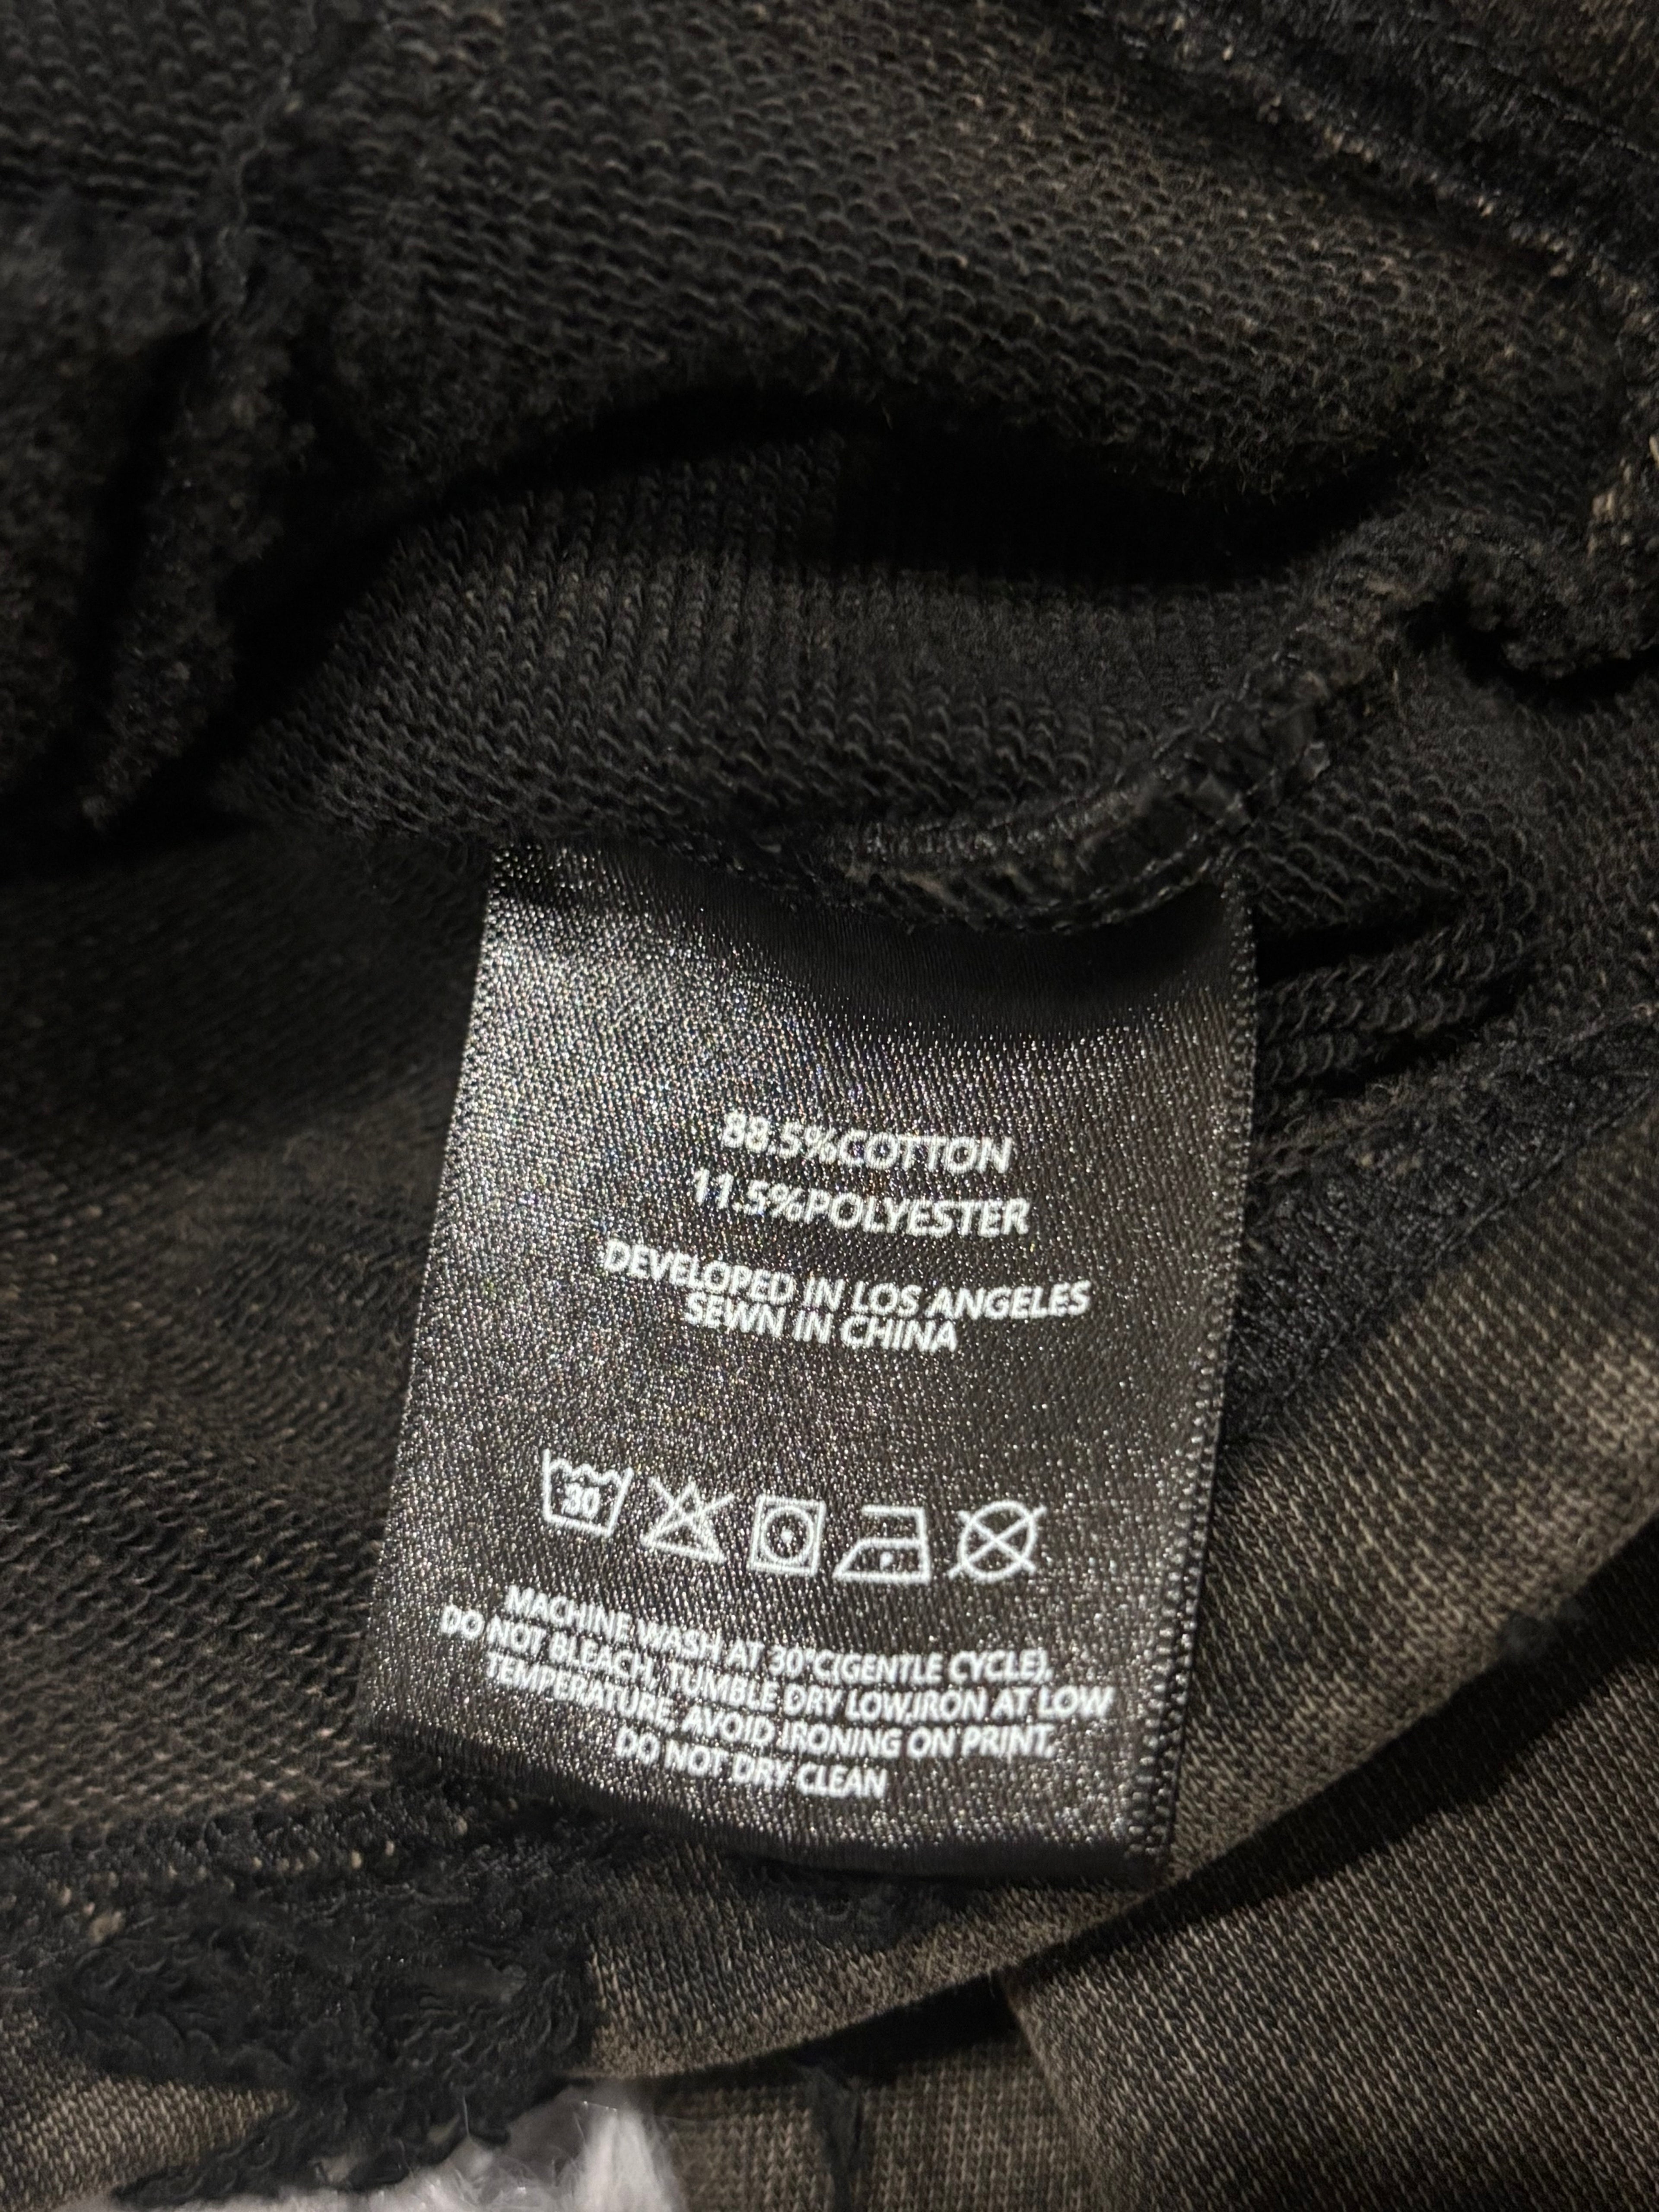 88.5%COTTON
11.5%POLYESTER
DEVELOPED IN LOS ANGELES
SEWN IN CHINA
30
MACHINE WASH AT 30°C(GENTLE CYCLE),
DO NOT BLEACH, TUMBLE DRY LOW,IRON AT LOW
TEMPERATURE, AVOID IRONING ON PRINT,
DO NOT DRY CLEAN